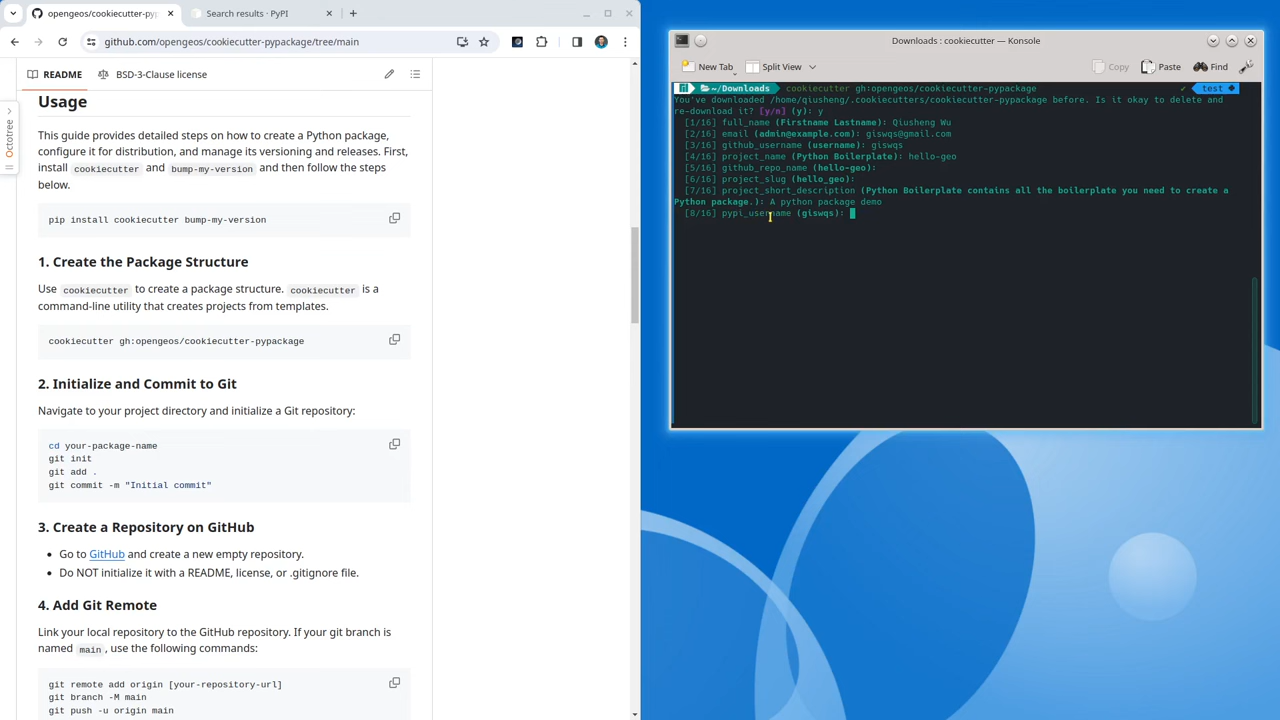 opengeos/cookiecutter-pyp
Search results · PyPI
github.com/opengeos/cookiecutter-pypackage/tree/main
README
BSD-3-Clause license
Octotree
Usage
This guide provides detailed steps on how to create a Python package,
configure it for distribution, and manage its versioning and releases. First,
install cookiecutter and bump-my-version and then follow the steps
below.
pip install cookiecutter bump-my-version
1. Create the Package Structure
Use cookiecutter to create a package structure. cookiecutter is a
command-line utility that creates projects from templates.
cookiecutter gh:opengeos/cookiecutter-pypackage
2. Initialize and Commit to Git
Navigate to your project directory and initialize a Git repository:
cd your-package-name
git init
git add .
git commit -m "Initial commit"
3. Create a Repository on GitHub
• Go to GitHub and create a new empty repository.
• Do NOT initialize it with a README, license, or .gitignore file.
4. Add Git Remote
Link your local repository to the GitHub repository. If your git branch is
named main, use the following commands:
git remote add origin [your-repository-url]
git branch -M main
git push -u origin main
Downloads : cookiecutter — Konsole
New Tab
Split View
Copy
Paste
Find
~/Downloads cookiecutter gh:opengeos/cookiecutter-pypackage ✔ test
You've downloaded /home/qiusheng/.cookiecutters/cookiecutter-pypackage before. Is it okay to delete and
re-download it? [y/n] (y): y
[1/16] full_name (Firstname Lastname): Qiusheng Wu
[2/16] email (admin@example.com): giswqs@gmail.com
[3/16] github_username (username): giswqs
[4/16] project_name (Python Boilerplate): hello-geo
[5/16] github_repo_name (hello-geo):
[6/16] project_slug (hello_geo):
[7/16] project_short_description (Python Boilerplate contains all the boilerplate you need to create a
Python package.): A python package demo
[8/16] pypi_username (giswqs):